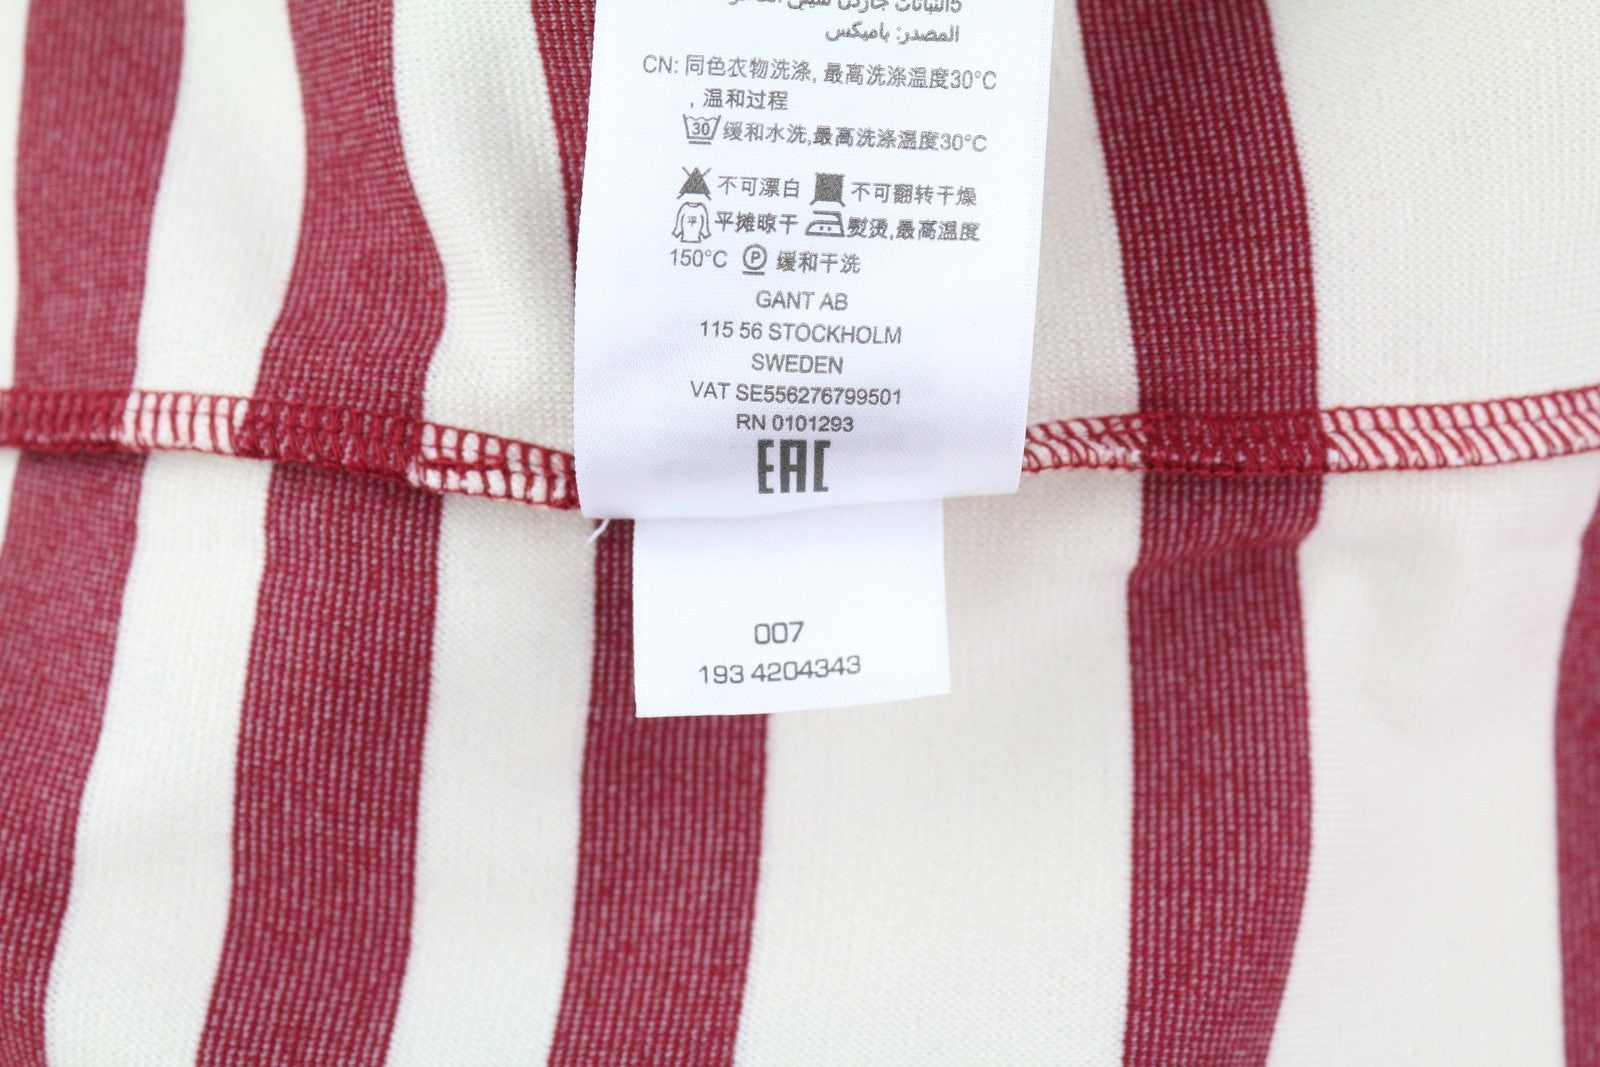 المصدر: باميكس
CN: 同色衣物洗涤, 最高洗涤温度30°C
, 温和过程
30 缓和水洗,最高洗涤温度30°C
不可漂白 不可翻转干燥
平 平摊晾干 熨烫,最高温度
150°C P 缓和干洗
GANT AB
115 56 STOCKHOLM
SWEDEN
VAT SE556276799501
RN 0101293
EAC
007
193 4204343